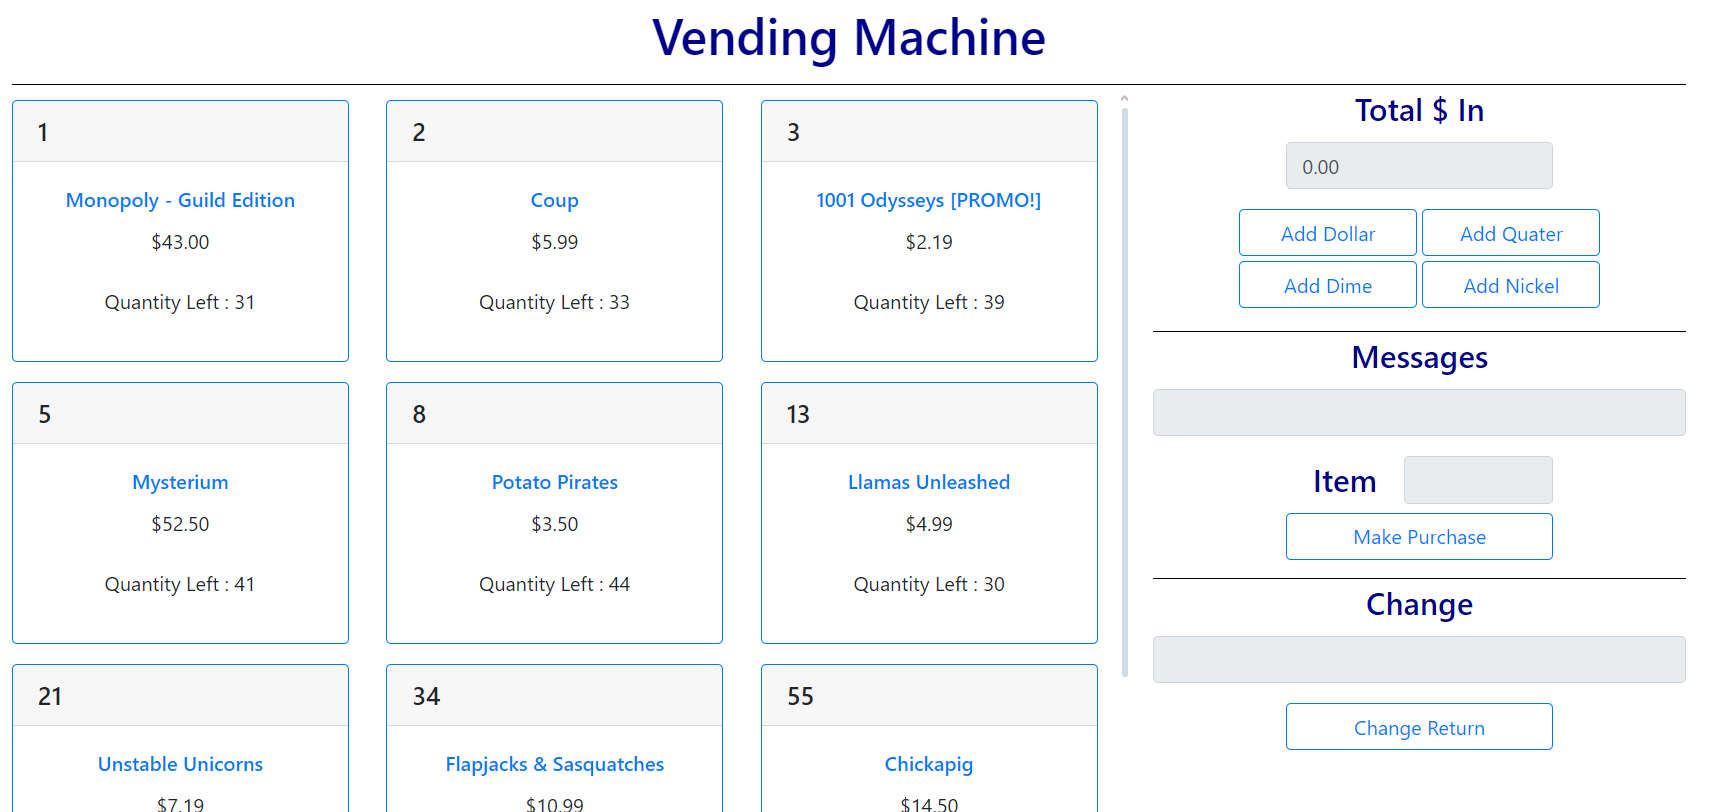 Vending Machine
1
Monopoly - Guild Edition
$43.00
Quantity Left : 31
2
Coup
$5.99
Quantity Left : 33
3
1001 Odysseys [PROMO!]
$2.19
Quantity Left : 39
5
Mysterium
$52.50
Quantity Left : 41
8
Potato Pirates
$3.50
Quantity Left : 44
13
Llamas Unleashed
$4.99
Quantity Left : 30
21
Unstable Unicorns
$7.19
34
Flapjacks & Sasquatches
$10.99
55
Chickapig
$14.50
Total $ In
0.00
Add Dollar
Add Quater
Add Dime
Add Nickel
Messages
Item
Make Purchase
Change
Change Return